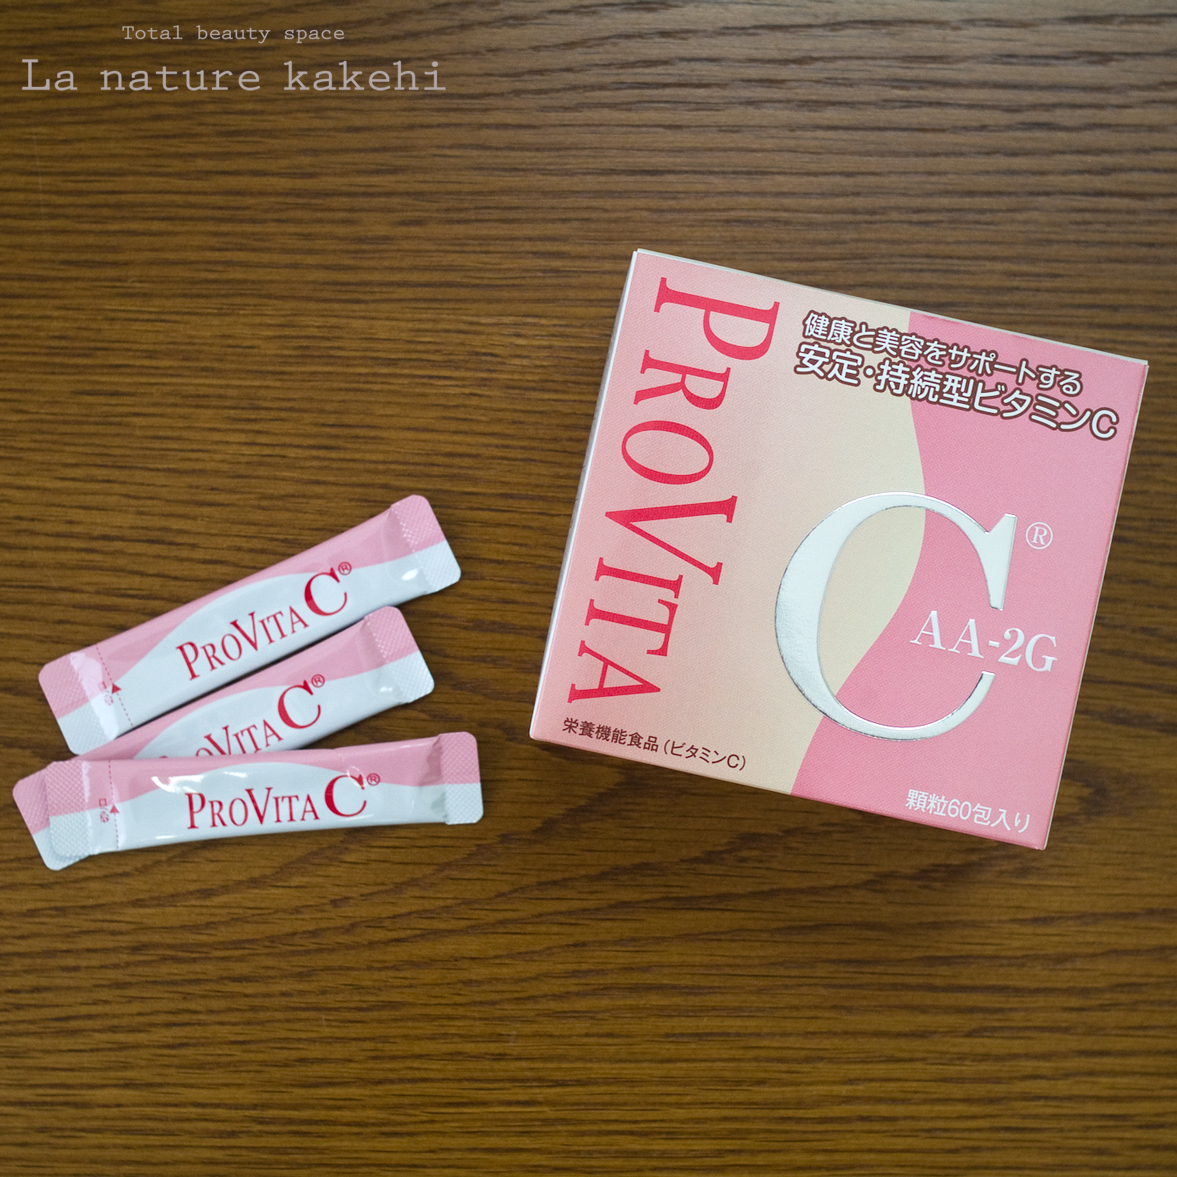 Total beauty space
La nature kakehi
PROVITA
健康と美容をサポートする
安定・持続型ビタミンC
C®
AA-2G
栄養機能食品(ビタミンC)
顆粒60包入り
PROVITA C®
PROVITA C®
PROVITA C®